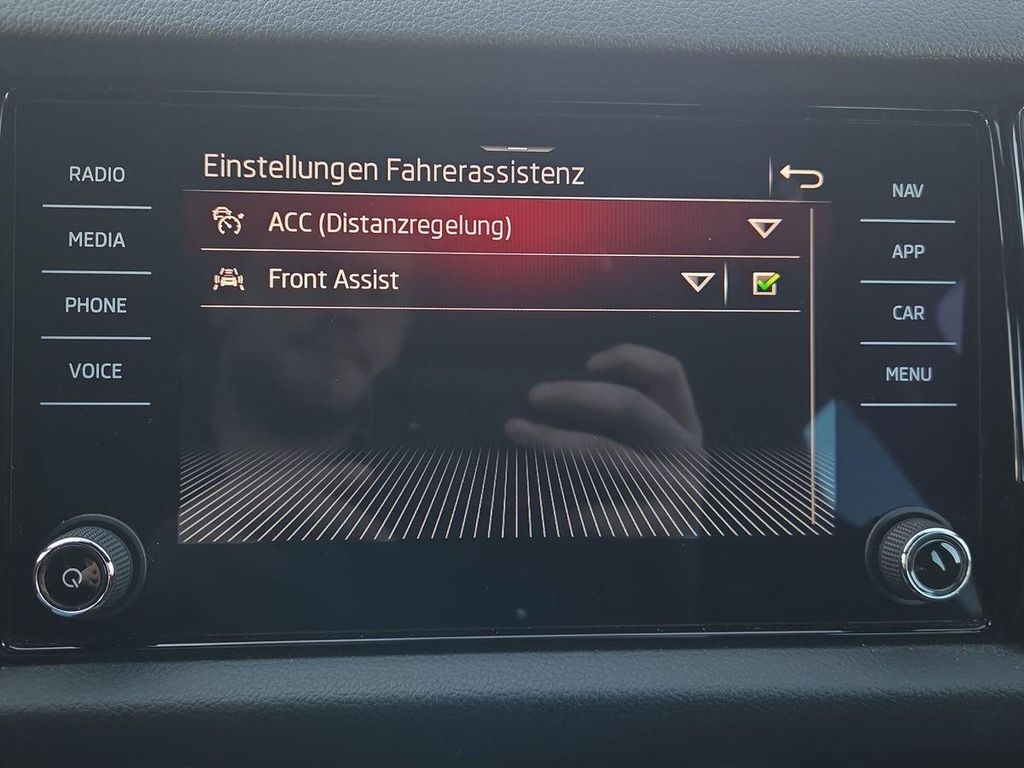 RADIO
MEDIA
PHONE
VOICE
Einstellungen Fahrerassistenz
ACC (Distanzregelung)
Front Assist
NAV
APP
CAR
MENU